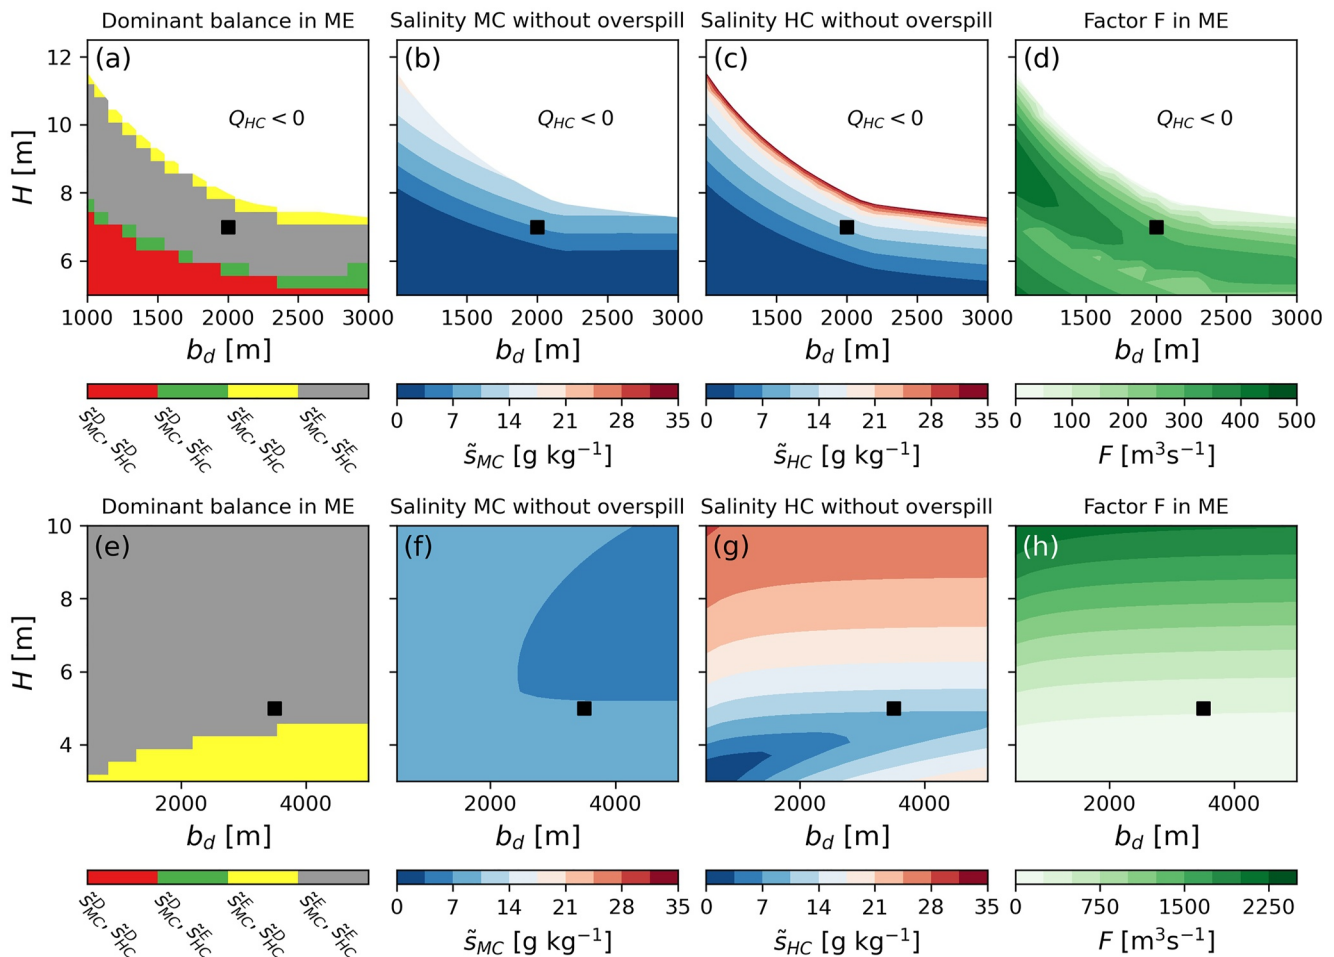 Dominant balance in ME
Salinity MC without overspill
Salinity HC without overspill
Factor F in ME
(a)
(b)
(c)
(d)
Q_HC < 0
Q_HC < 0
Q_HC < 0
Q_HC < 0
12
10
8
6
H [m]
1000 1500 2000 2500 3000
1500 2000 2500 3000
1500 2000 2500 3000
1500 2000 2500 3000
b_d [m]
b_d [m]
b_d [m]
b_d [m]
s̃^D_MC, s̃^D_HC
s̃^D_MC, s̃^E_HC
s̃^E_MC, s̃^D_HC
s̃^E_MC, s̃^E_HC
0 7 14 21 28 35
s̃_MC [g kg⁻¹]
0 7 14 21 28 35
s̃_HC [g kg⁻¹]
0 100 200 300 400 500
F [m³s⁻¹]
Dominant balance in ME
Salinity MC without overspill
Salinity HC without overspill
Factor F in ME
(e)
(f)
(g)
(h)
10
8
6
4
H [m]
2000 4000
2000 4000
2000 4000
2000 4000
b_d [m]
b_d [m]
b_d [m]
b_d [m]
s̃^D_MC, s̃^D_HC
s̃^D_MC, s̃^E_HC
s̃^E_MC, s̃^D_HC
s̃^E_MC, s̃^E_HC
0 7 14 21 28 35
s̃_MC [g kg⁻¹]
0 7 14 21 28 35
s̃_HC [g kg⁻¹]
0 750 1500 2250
F [m³s⁻¹]